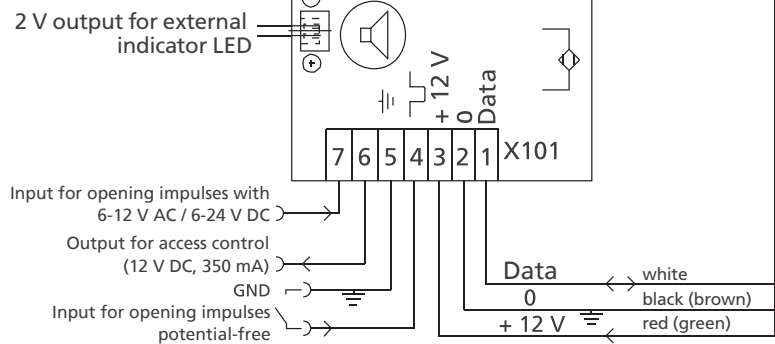 2 V output for external
indicator LED
+ 12 V
0
Data
7 6 5 4 3 2 1 X101
Input for opening impulses with
6-12 V AC / 6-24 V DC
Output for access control
(12 V DC, 350 mA)
GND
Input for opening impulses
potential-free
Data white
0 black (brown)
+ 12 V red (green)